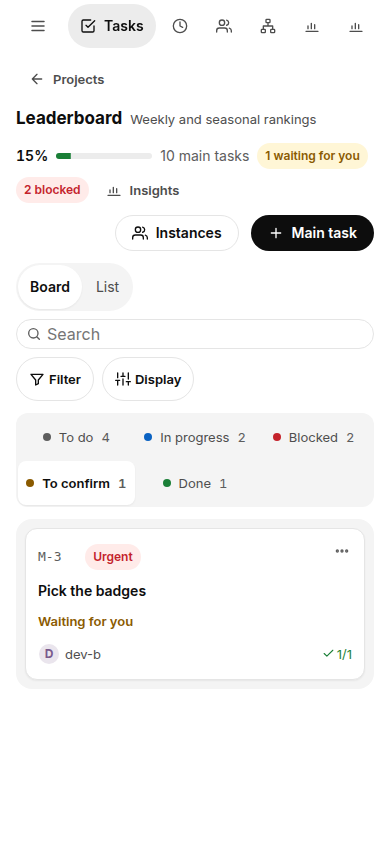 Tasks
Projects
Leaderboard Weekly and seasonal rankings
15% 10 main tasks 1 waiting for you
2 blocked Insights
Instances Main task
Board List
Search
Filter Display
To do 4 In progress 2 Blocked 2
To confirm 1 Done 1
M-3 Urgent
Pick the badges
Waiting for you
D dev-b 1/1